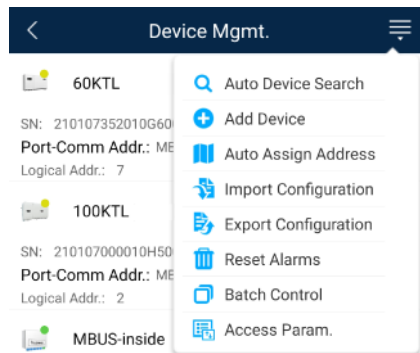 Device Mgmt.
60KTL
SN: 210107352010G60
Port-Comm Addr.: ME
Logical Addr.: 7
100KTL
SN: 210107000010H50
Port-Comm Addr.: ME
Logical Addr.: 2
MBUS-inside
Auto Device Search
Add Device
Auto Assign Address
Import Configuration
Export Configuration
Reset Alarms
Batch Control
Access Param.